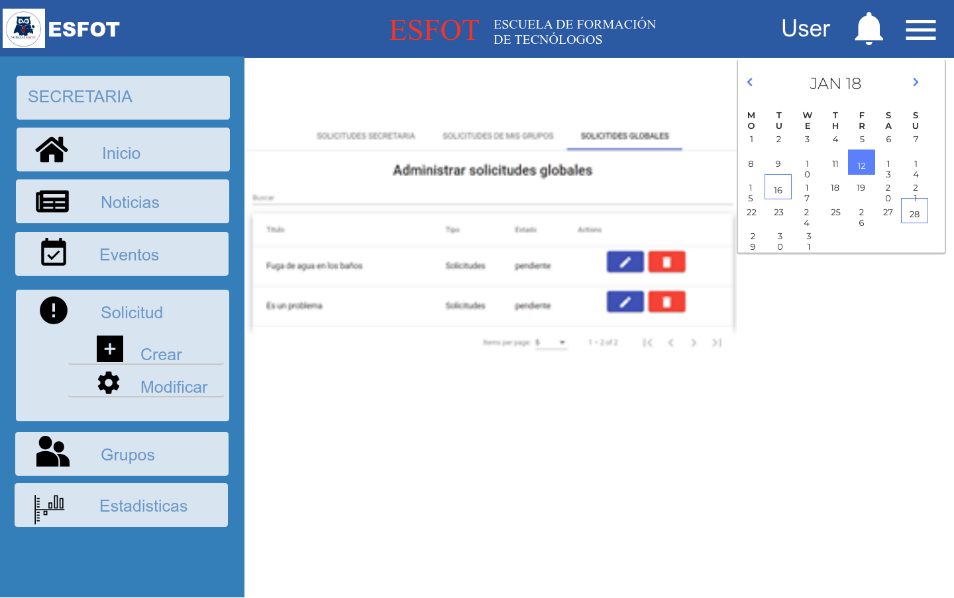 ESFOT
ESFOT
ESCUELA DE FORMACIÓN
DE TECNÓLOGOS
User
SECRETARIA
Inicio
Noticias
Eventos
Solicitud
Crear
Modificar
Grupos
Estadisticas
SOLICITUDES SECRETARIA SOLICITUDES DE MIS GRUPOS SOLICITIDES GLOBALES
Administrar solicitudes globales
Buscar
Titulo Tipo Estado Actions
Fuga de agua en los baños Solicitudes pendiente
Es un problema Solicitudes pendiente
Items per page: 5 1 – 2 of 2
JAN 18
MO TU WE TH FR SA SU
1 2 3 4 5 6 7
8 9 10 11 12 13 14
15 16 17 18 19 20 21
22 23 24 25 26 27 28
29 30 31